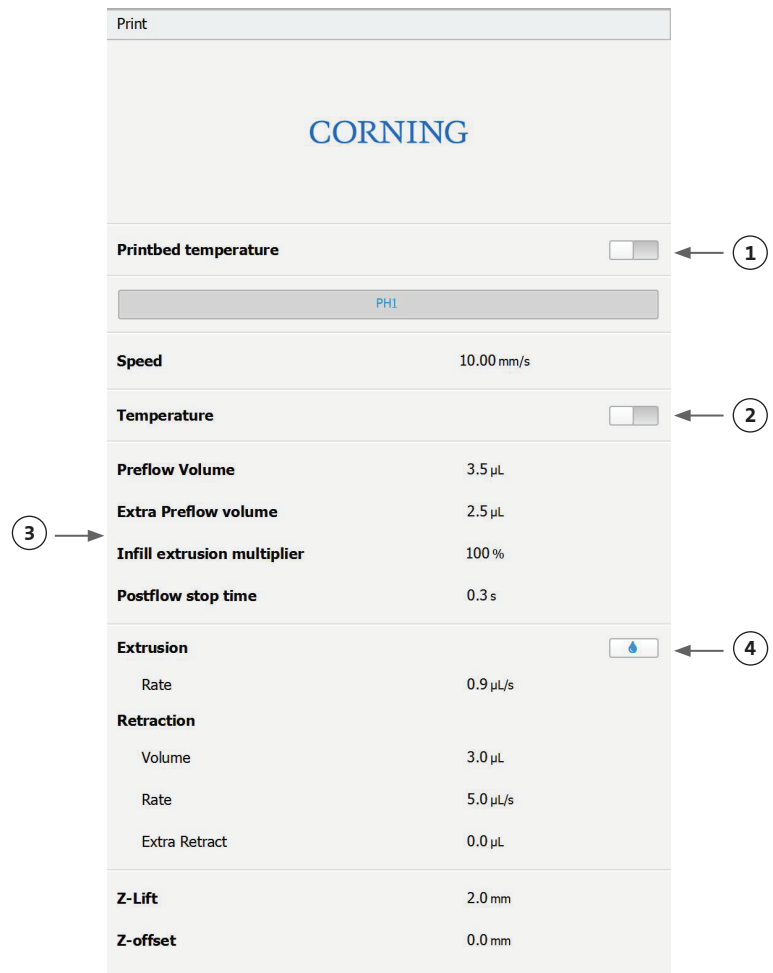 Print
CORNING
Printbed temperature
1
PH1
Speed 10.00 mm/s
Temperature
2
Preflow Volume 3.5 µL
Extra Preflow volume 2.5 µL
3
Infill extrusion multiplier 100 %
Postflow stop time 0.3 s
Extrusion
4
Rate 0.9 µL/s
Retraction
Volume 3.0 µL
Rate 5.0 µL/s
Extra Retract 0.0 µL
Z-Lift 2.0 mm
Z-offset 0.0 mm